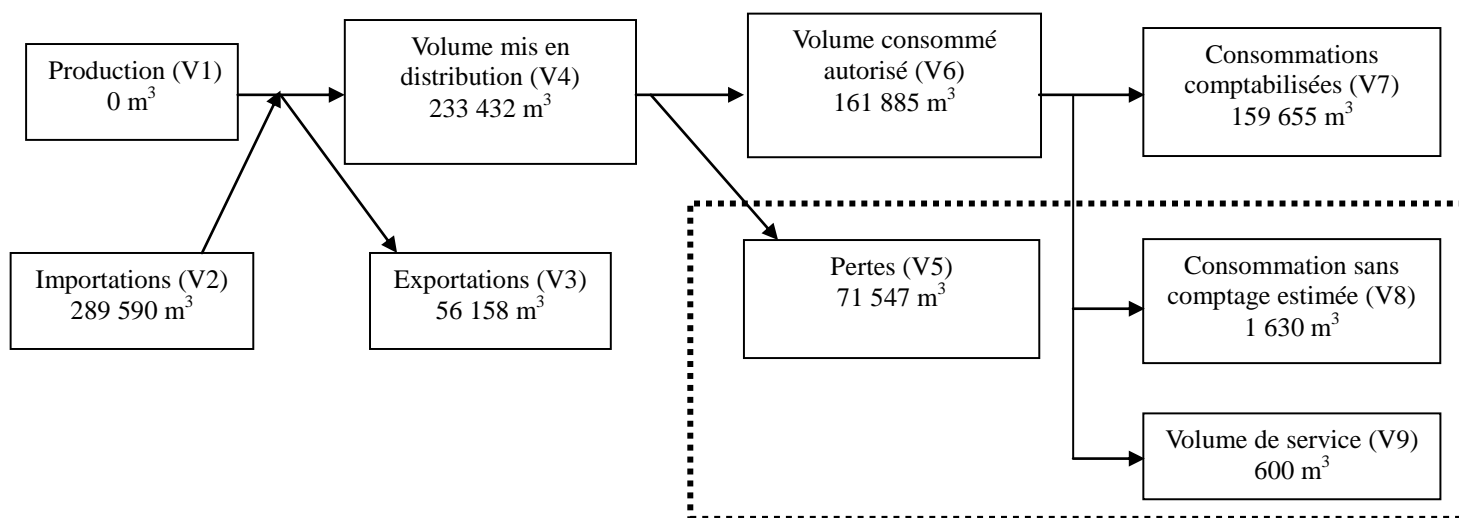 Production (V1)
0 m³
Volume mis en
distribution (V4)
233 432 m³
Volume consommé
autorisé (V6)
161 885 m³
Consommations
comptabilisées (V7)
159 655 m³
Importations (V2)
289 590 m³
Exportations (V3)
56 158 m³
Pertes (V5)
71 547 m³
Consommation sans
comptage estimée (V8)
1 630 m³
Volume de service (V9)
600 m³